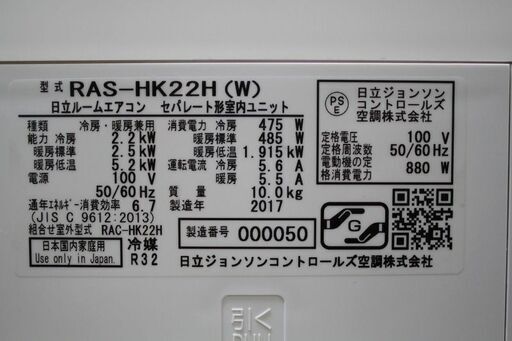 型式 RAS-HK22H(W)
日立ルームエアコン セパレート形室内ユニット
種類 冷房・暖房兼用
能力 冷房 2.2kW
暖房標準 2.5kW
暖房低温 5.2kW
電源 100 V
50/60Hz
通年エネルギー消費効率 6.7
(JIS C 9612:2013)
組合せ室外型式 RAC-HK22H
日本国内家庭用
Use only in Japan.
冷媒
R32
消費電力 冷房 475 W
暖房標準 485 W
暖房低温 1.915kW
運転電流 冷房 5.6 A
暖房 5.5 A
質量 10.0kg
製造年 2017
製造番号 000050
PS
E
日立ジョンソン
コントロールズ
空調株式会社
定格電圧 100 V
定格周波数 50/60Hz
電動機の定
格消費電力 880 W
G
日立ジョンソンコントロールズ空調株式会社